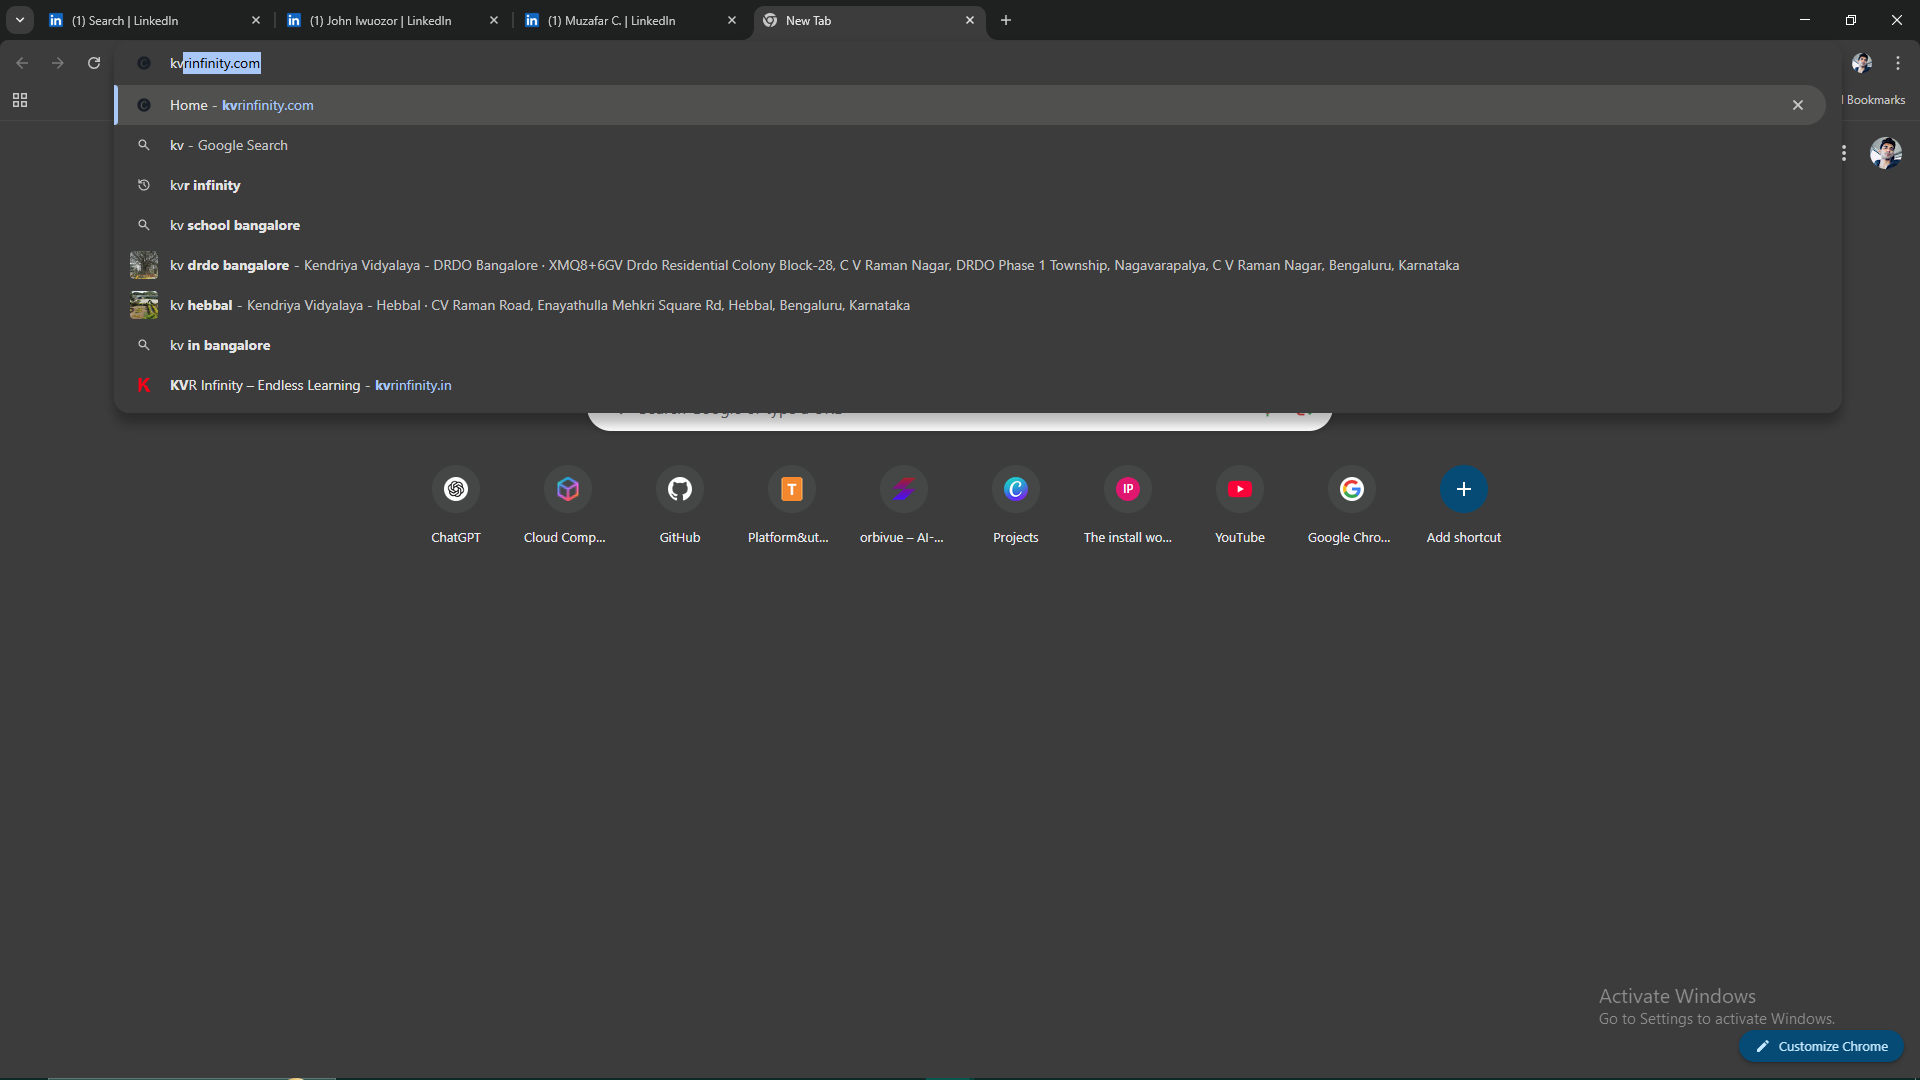 (1) Search | LinkedIn
(1) John Iwuozor | LinkedIn
(1) Muzafar C. | LinkedIn
New Tab
kvrinfinity.com
Home - kvrinfinity.com
Bookmarks
kv - Google Search
kvr infinity
kv school bangalore
kv drdo bangalore - Kendriya Vidyalaya - DRDO Bangalore · XMQ8+6GV Drdo Residential Colony Block-28, C V Raman Nagar, DRDO Phase 1 Township, Nagavarapalya, C V Raman Nagar, Bengaluru, Karnataka
kv hebbal - Kendriya Vidyalaya - Hebbal · CV Raman Road, Enayathulla Mehkri Square Rd, Hebbal, Bengaluru, Karnataka
kv in bangalore
KVR Infinity – Endless Learning - kvrinfinity.in
T
IP
ChatGPT
Cloud Comp...
GitHub
Platform&ut...
orbivue – AI-...
Projects
The install wo...
YouTube
Google Chro...
Add shortcut
Activate Windows
Go to Settings to activate Windows.
Customize Chrome